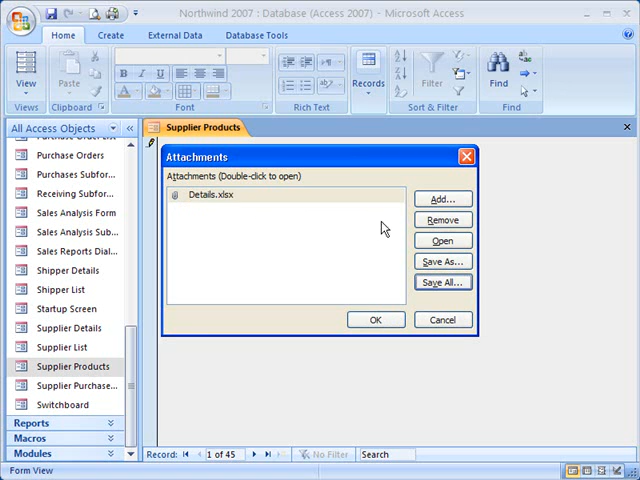 Northwind 2007 : Database (Access 2007) - Microsoft Access
Home
Create
External Data
Database Tools
View
Views
Paste
Clipboard
B I U
Font
Rich Text
Records
Filter
Sort & Filter
Find
Find
All Access Objects
Purchase Orders
Purchases Subfor...
Receiving Subfor...
Sales Analysis Form
Sales Analysis Sub...
Sales Reports Dial...
Shipper Details
Shipper List
Startup Screen
Supplier Details
Supplier List
Supplier Products
Supplier Purchase...
Switchboard
Reports
Macros
Modules
Supplier Products
Attachments
Attachments (Double-click to open)
Details.xlsx
Add...
Remove
Open
Save As...
Save All...
OK
Cancel
Record:
1 of 45
No Filter
Search
Form View